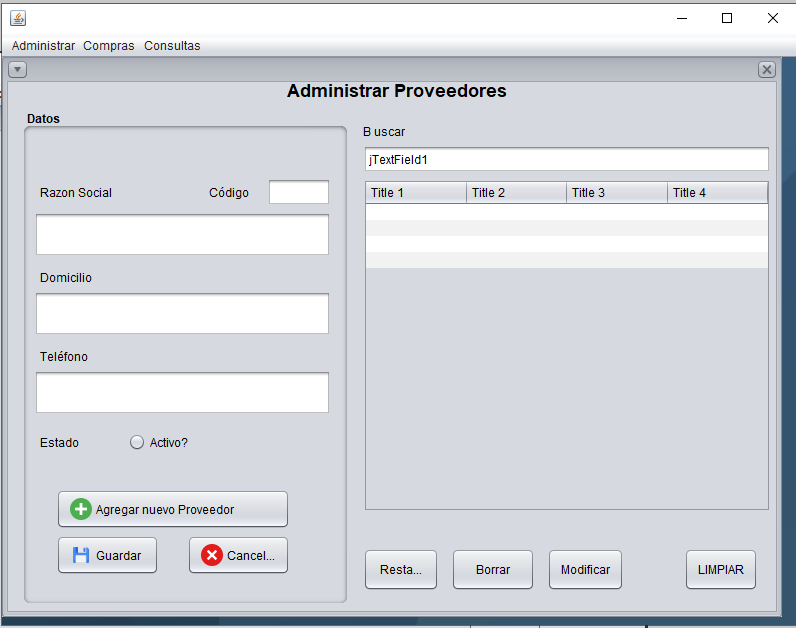 Administrar Compras Consultas
Administrar Proveedores
Datos
Buscar
jTextField1
Razon Social Código
Title 1 Title 2 Title 3 Title 4
Domicilio
Teléfono
Estado Activo?
Agregar nuevo Proveedor
Guardar Cancel...
Resta... Borrar Modificar LIMPIAR